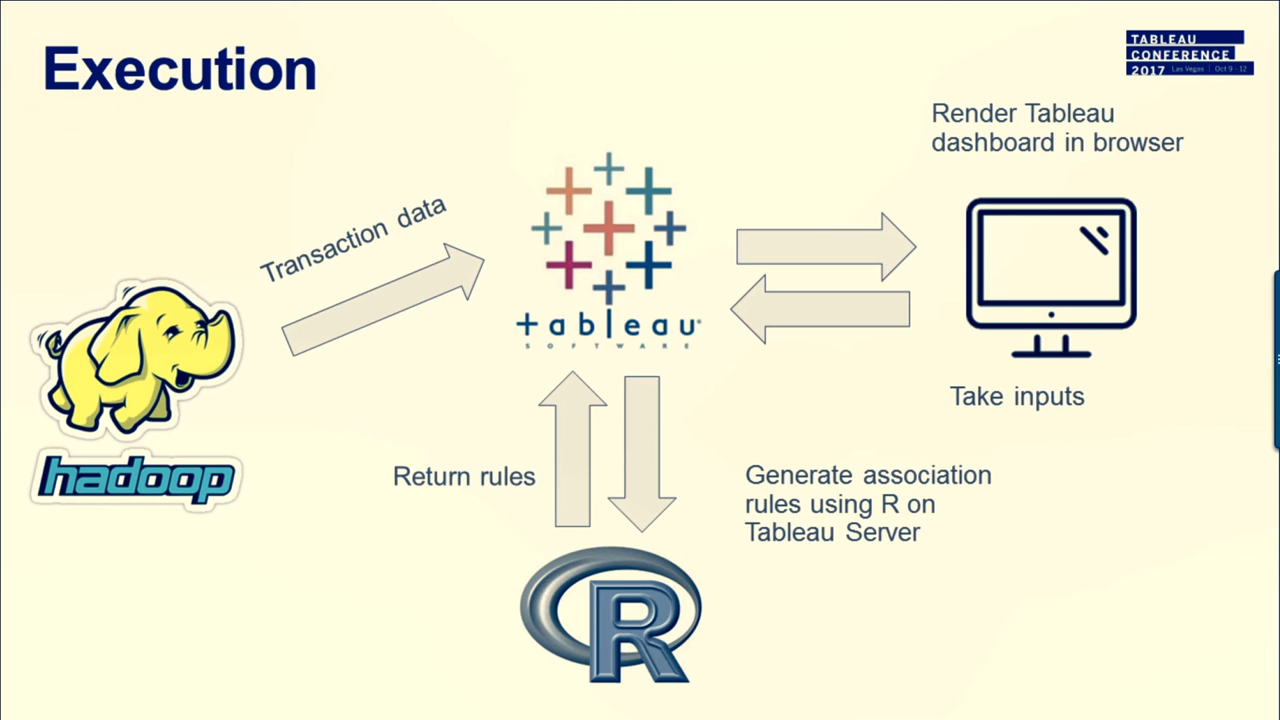 Execution
TABLEAU
CONFERENCE
2017 Las Vegas | Oct 9 - 12
Render Tableau
dashboard in browser
Transaction data
+ableau
SOFTWARE
hadoop
Take inputs
Return rules
Generate association
rules using R on
Tableau Server
R